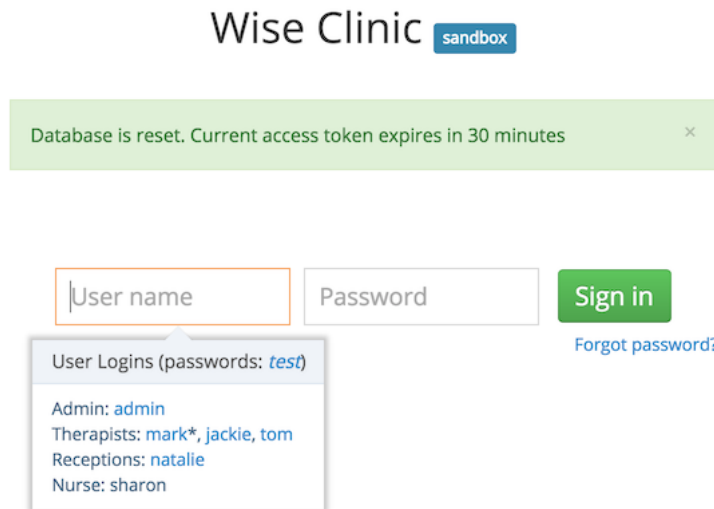 Wise Clinic sandbox
Database is reset. Current access token expires in 30 minutes ×
User name Password Sign in
Forgot password?
User Logins (passwords: test)
Admin: admin
Therapists: mark*, jackie, tom
Receptions: natalie
Nurse: sharon